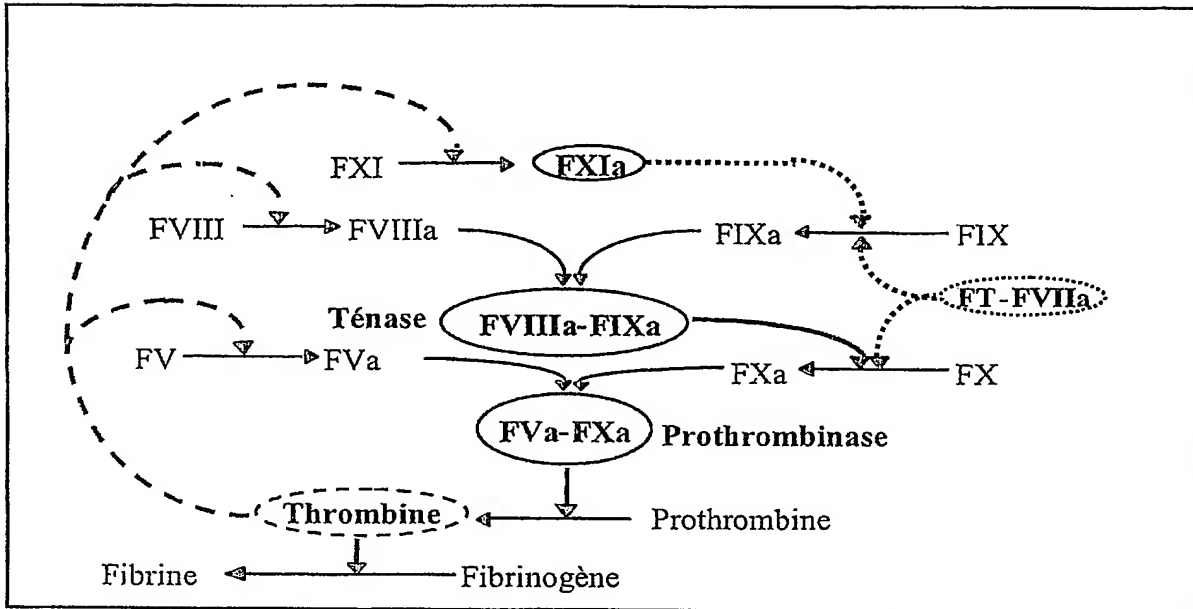 FXI FXIa
FVIII FVIIIa FIXa FIX
FT-FVIIa
Ténase FVIIIa-FIXa
FV FVa FXa FX
FVa-FXa Prothrombinase
Thrombine Prothrombine
Fibrine Fibrinogène